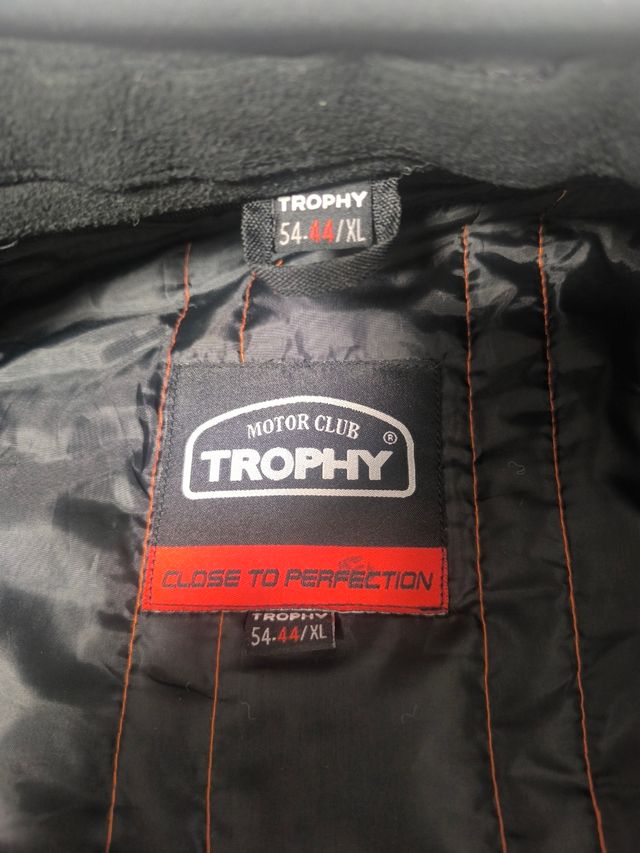 TROPHY
54-44/XL
MOTOR CLUB
®
TROPHY
CLOSE TO PERFECTION
TROPHY
54-44/XL